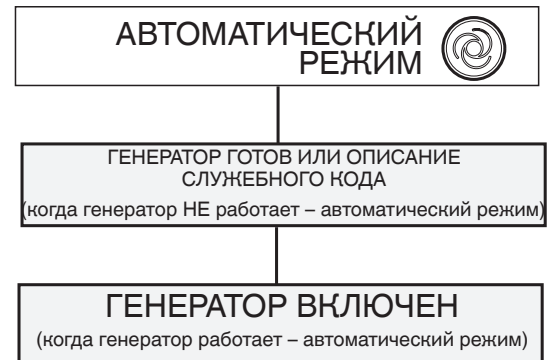 АВТОМАТИЧЕСКИЙ
РЕЖИМ
ГЕНЕРАТОР ГОТОВ ИЛИ ОПИСАНИЕ
СЛУЖЕБНОГО КОДА
(когда генератор НЕ работает – автоматический режим)
ГЕНЕРАТОР ВКЛЮЧЕН
(когда генератор работает – автоматический режим)